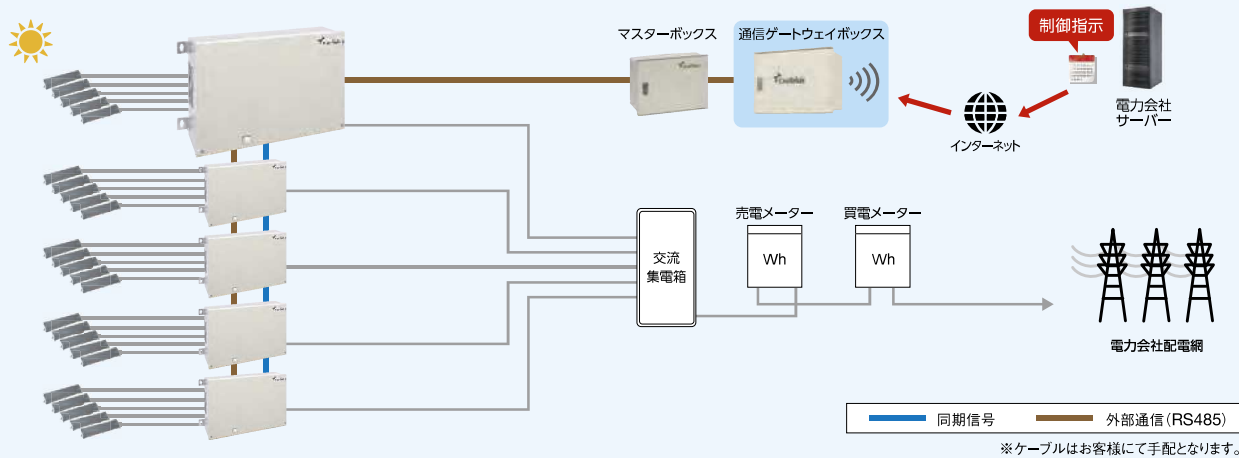 制御指示
マスターボックス
通信ゲートウェイボックス
電力会社
サーバー
インターネット
売電メーター
買電メーター
交流
集電箱
Wh
Wh
電力会社配電網
同期信号
外部通信(RS485)
※ケーブルはお客様にて手配となります。